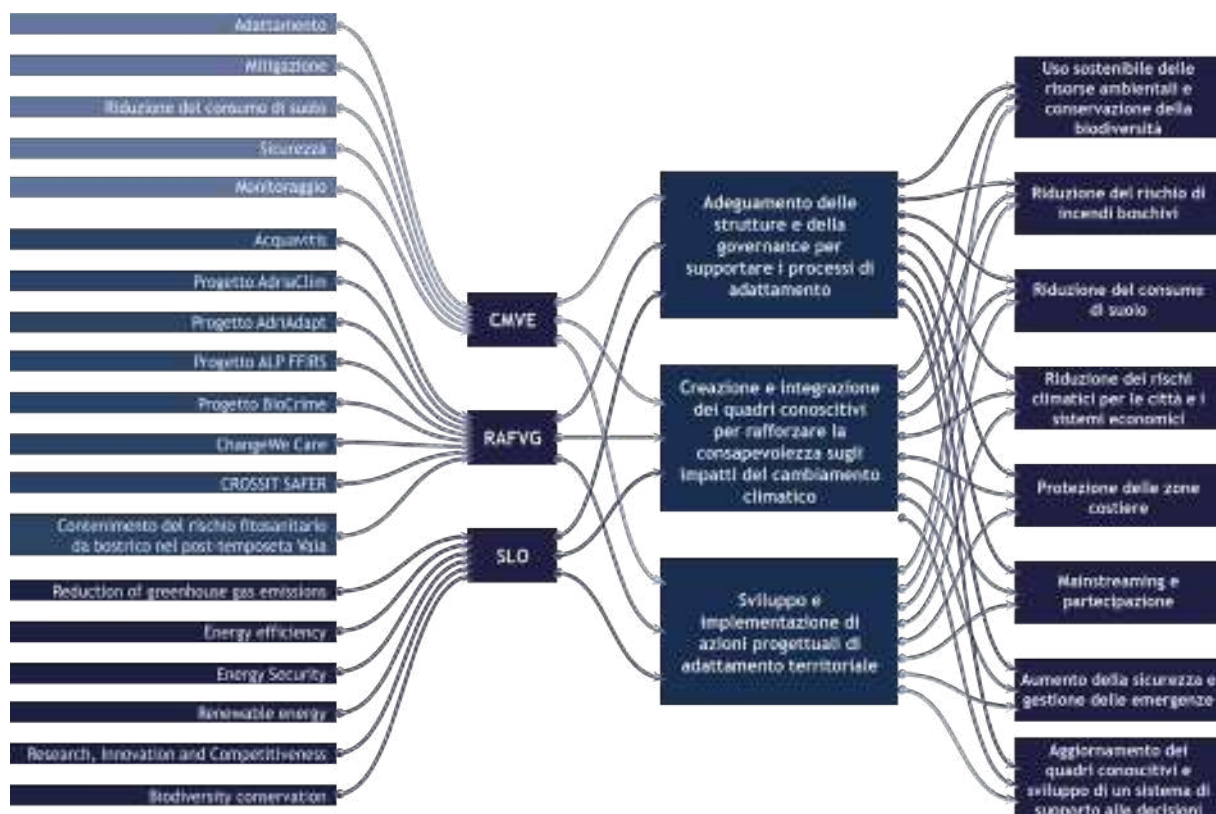 Adattamento
Mitigazione
Riduzione del consumo di suolo
Sicurezza
Monitoraggio
Acquavitis
Progetto AdriaClim
Progetto AdriAdapt
Progetto ALP FFIRS
Progetto BioCrime
ChangeWe Care
CROSSIT SAFER
Contenimento del rischio fitosanitario
da bostrico nel post-temposeta Vaia
Reduction of greenhouse gas emissions
Energy efficiency
Energy Security
Renewable energy
Research, Innovation and Competitiveness
Biodiversity conservation
CMVE
RAFVG
SLO
Adeguamento delle
strutture e della
governance per
supportare i processi di
adattamento
Creazione e integrazione
dei quadri conoscitivi
per rafforzare la
consapevolezza sugli
impatti del cambiamento
climatico
Sviluppo e
implementazione di
azioni progettuali di
adattamento territoriale
Uso sostenibile delle
risorse ambientali e
conservazione della
biodiversità
Riduzione del rischio di
incendi boschivi
Riduzione del consumo
di suolo
Riduzione dei rischi
climatici per le città e i
sistemi economici
Protezione delle zone
costiere
Mainstreaming e
partecipazione
Aumento della sicurezza e
gestione delle emergenze
Aggiornamento dei
quadri conoscitivi e
sviluppo di un sistema di
supporto alle decisioni